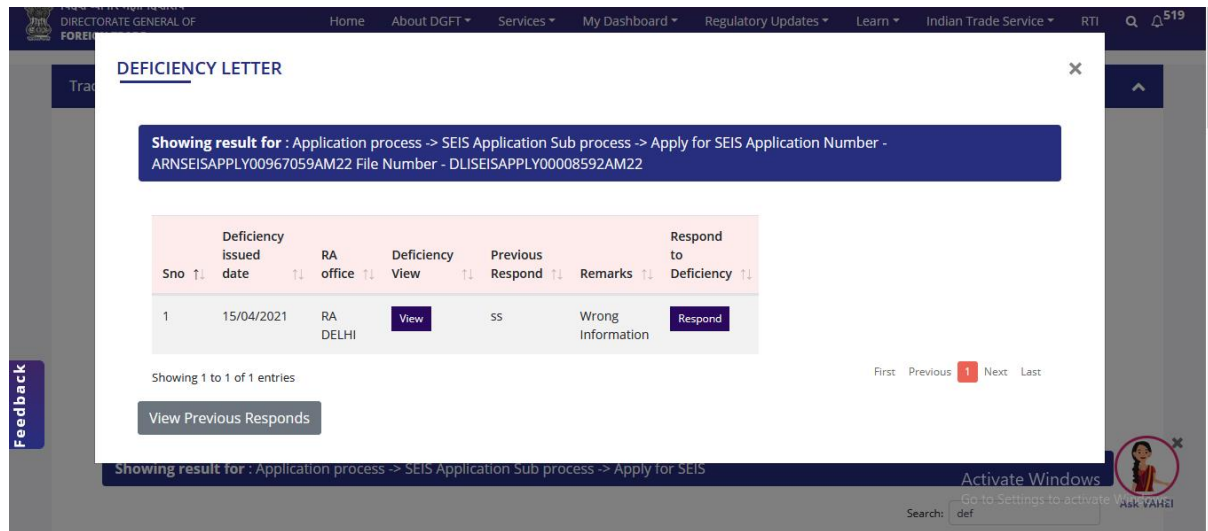 DIRECTORATE GENERAL OF
Home About DGFT Services My Dashboard Regulatory Updates Learn Indian Trade Service RTI 519
DEFICIENCY LETTER ×
Showing result for : Application process -> SEIS Application Sub process -> Apply for SEIS Application Number -
ARNSEISAPPLY00967059AM22 File Number - DLISEISAPPLY00008592AM22
Deficiency Respond
issued RA Deficiency Previous to
Sno date office View Respond Remarks Deficiency
1 15/04/2021 RA View ss Wrong Respond
DELHI Information
Showing 1 to 1 of 1 entries
First Previous 1 Next Last
View Previous Responds
Feedback
Showing result for : Application process -> SEIS Application Sub process -> Apply for SEIS
Activate Windows
Go to Settings to activate
Search: def
Ask VAHEI